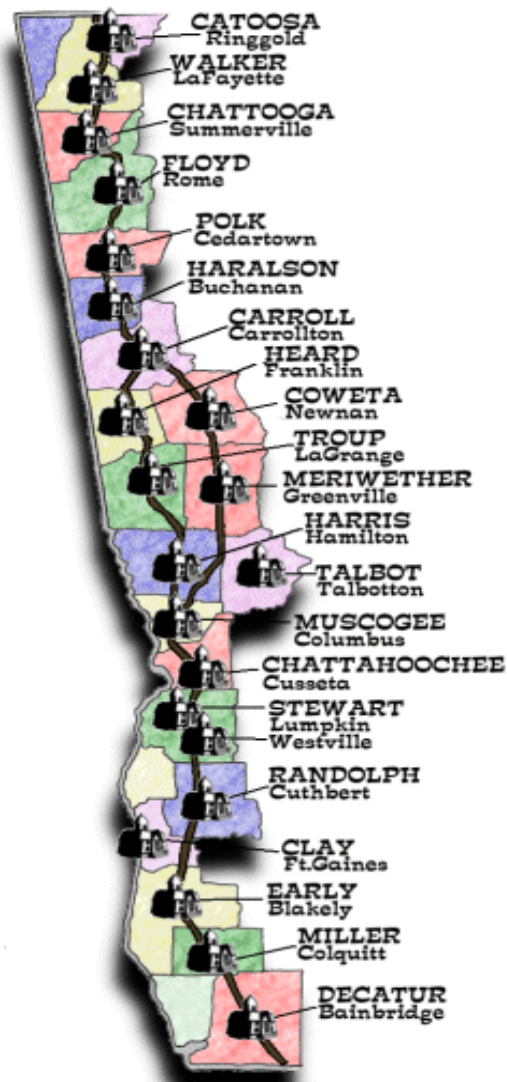 CATOOSA
Ringgold
WALKER
LaFayette
CHATTOOGA
Summerville
FLOYD
Rome
POLK
Cedartown
HARALSON
Buchanan
CARROLL
Carrollton
HEARD
Franklin
COWETA
Newnan
TROUP
LaGrange
MERIWETHER
Greenville
HARRIS
Hamilton
TALBOT
Talbotton
MUSCOGEE
Columbus
CHATTAHOOCHEE
Cusseta
STEWART
Lumpkin
Westville
RANDOLPH
Cuthbert
CLAY
Ft.Gaines
EARLY
Blakely
MILLER
Colquitt
DECATUR
Bainbridge